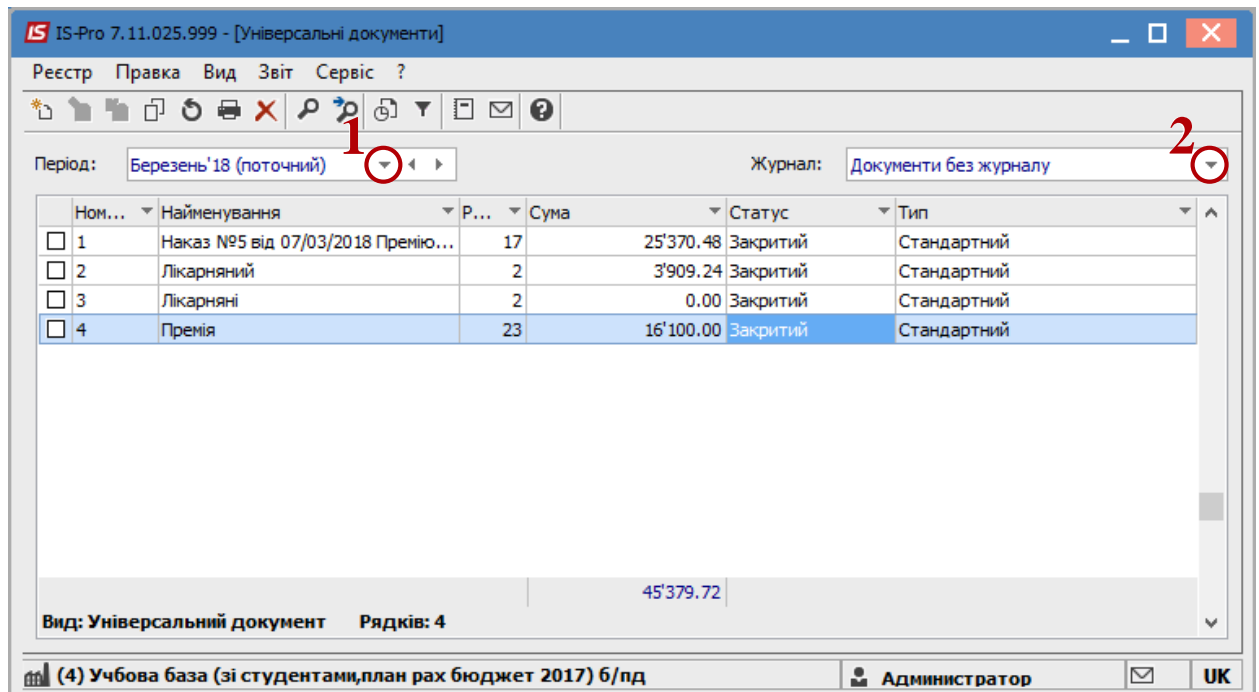 IS IS-Pro 7.11.025.999 - [Універсальні документи]
Реєстр Правка Вид Звіт Сервіс ?
1 2
Період: Березень'18 (поточний) Журнал: Документи без журналу
Ном... Найменування Р... Сума Статус Тип
1 Наказ №5 від 07/03/2018 Премію... 17 25'370.48 Закритий Стандартний
2 Лікарняний 2 3'909.24 Закритий Стандартний
3 Лікарняні 2 0.00 Закритий Стандартний
4 Премія 23 16'100.00 Закритий Стандартний
45'379.72
Вид: Універсальний документ Рядків: 4
(4) Учбова база (зі студентами,план рах бюджет 2017) б/пд Администратор UK